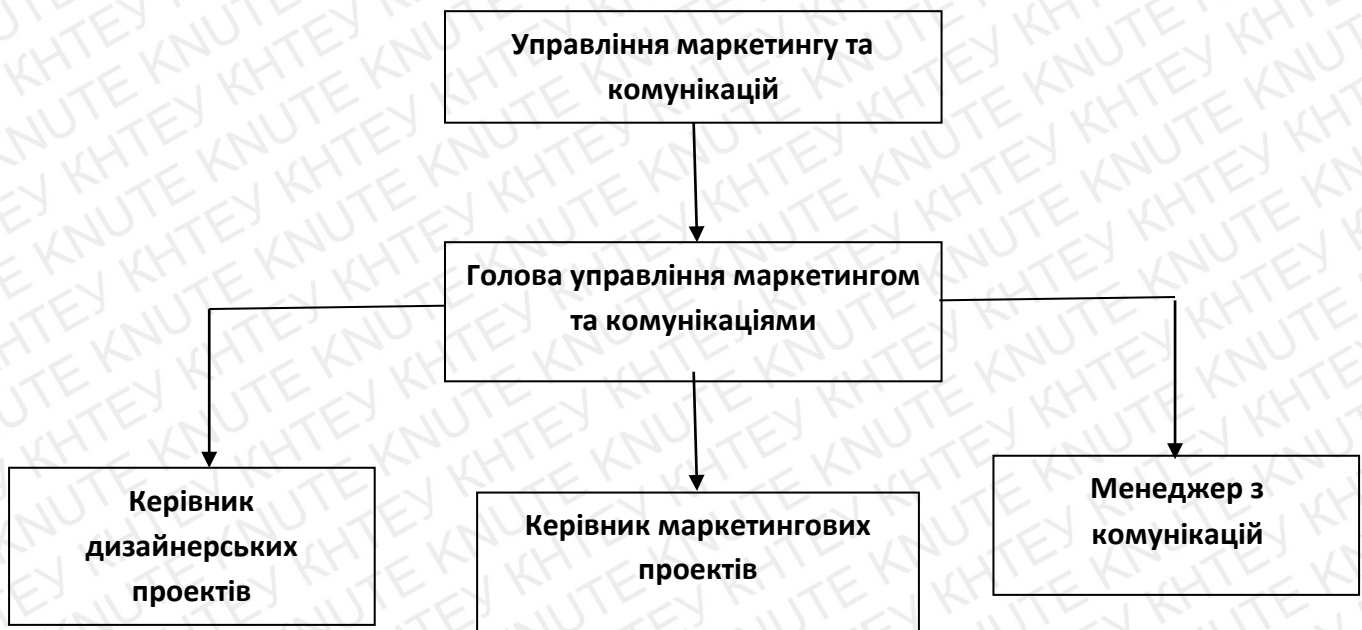 Управління маркетингу та
комунікацій
Голова управління маркетингом
та комунікаціями
Керівник
дизайнерських
проектів
Керівник маркетингових
проектів
Менеджер з
комунікацій